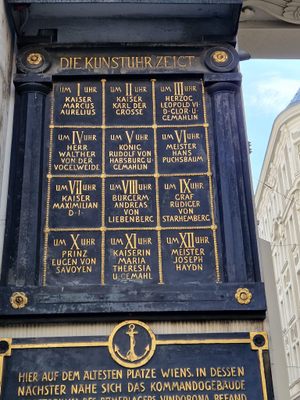 DIE KUNSTUHR ZEIGT
UM I UHR
KAISER
MARCUS
AURELIUS
UM II UHR
KAISER
KARL DER
GROSSE
UM III UHR
HERZOG
LEOPOLD VI
D·GLOR·U·
GEMAHLIN
UM IV UHR
HERR
WALTHER
VON DER
VOGELWEIDE
UM V UHR
KÖNIG
RUDOLF VON
HABSBURG U
GEMAHLIN
UM VI UHR
MEISTER
HANS
PUCHSBAUM
UM VII UHR
KAISER
MAXIMILIAN
D·I·
UM VIII UHR
BÜRGERM
ANDREAS
VON
LIEBENBERG
UM IX UHR
GRAF
RÜDIGER
VON
STARHEMBERG
UM X UHR
PRINZ
EUGEN VON
SAVOYEN
UM XI UHR
KAISERIN
MARIA
THERESIA
U·GEMAHL
UM XII UHR
MEISTER
JOSEPH
HAYDN
HIER AUF DEM ÄLTESTEN PLATZE WIENS, IN DESSEN
NÄCHSTER NÄHE SICH DAS KOMMANDOGEBÄUDE
DES RÖMERLAGERS VINDOBONA BEFAND